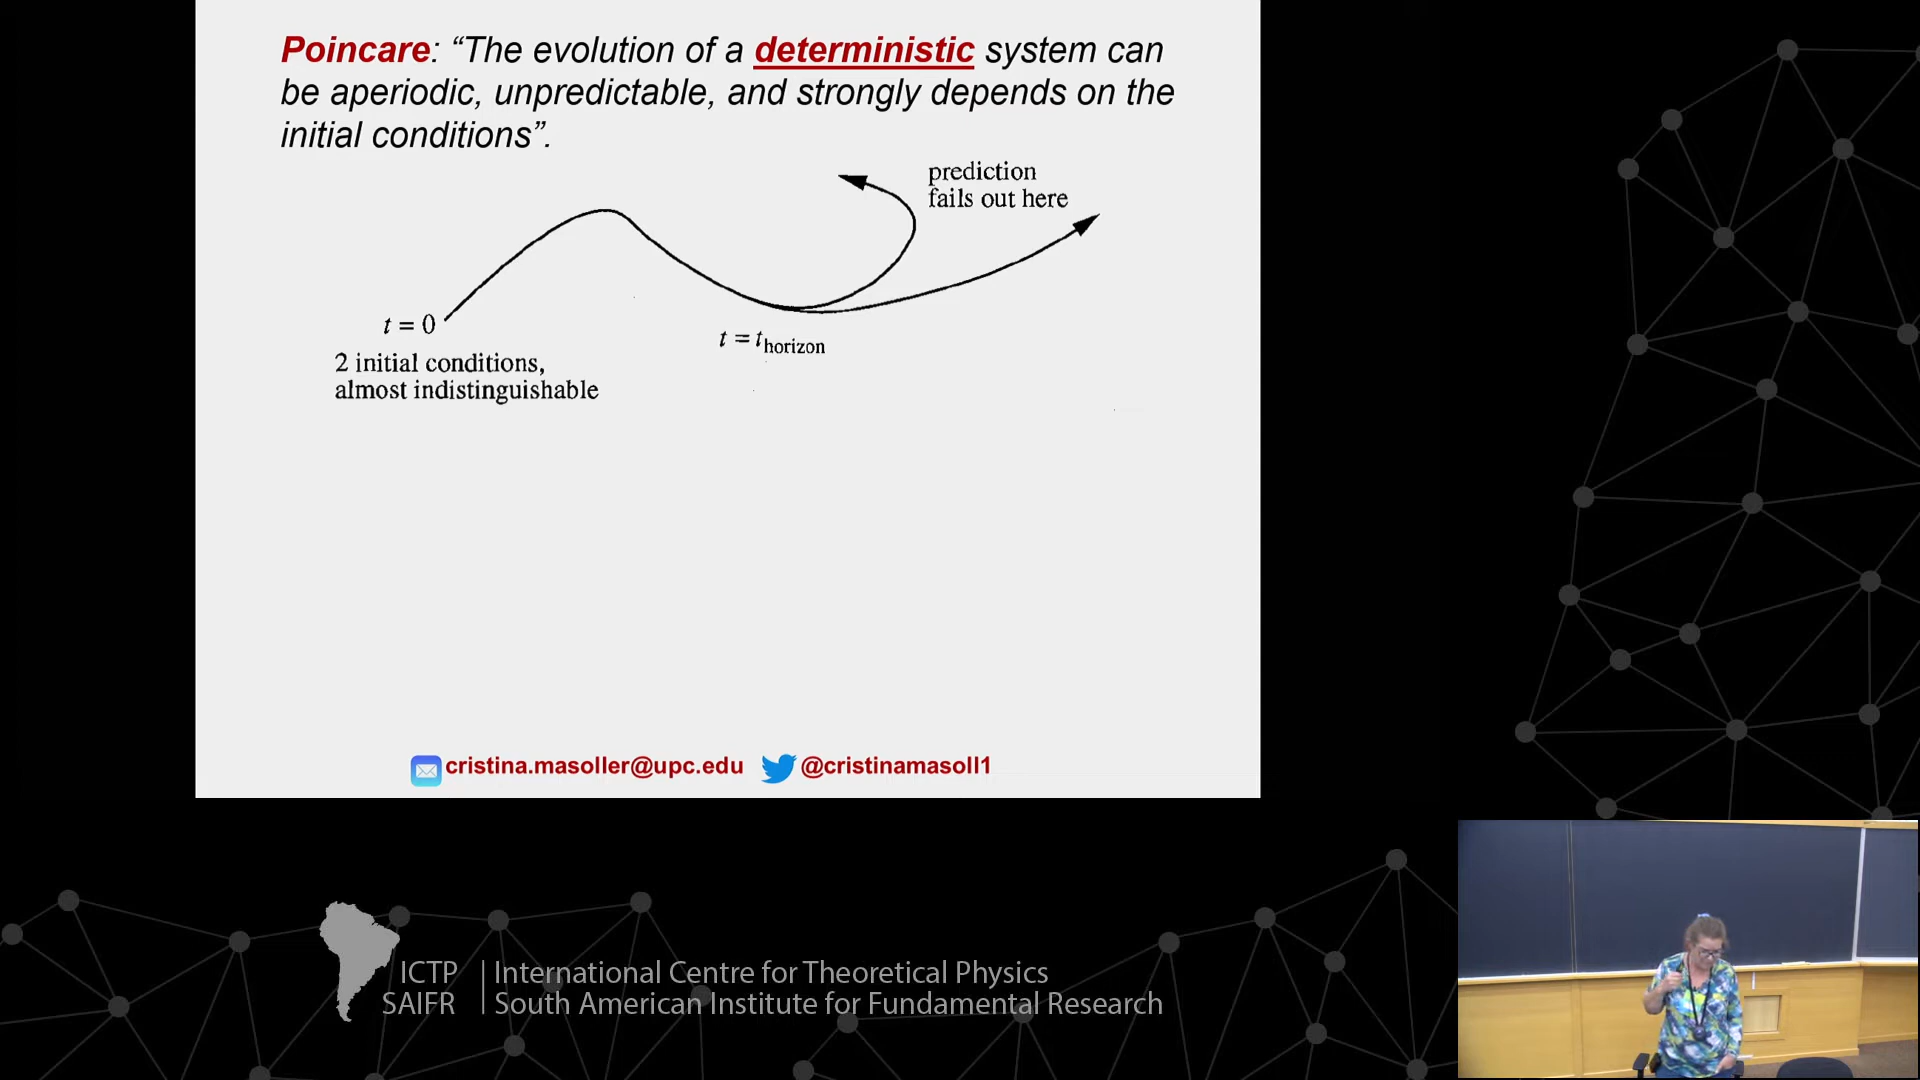 Poincare: “The evolution of a deterministic system can
be aperiodic, unpredictable, and strongly depends on the
initial conditions”.
prediction
fails out here
t = 0
t = t horizon
2 initial conditions,
almost indistinguishable
cristina.masoller@upc.edu @cristinamasoll1
ICTP International Centre for Theoretical Physics
SAIFR South American Institute for Fundamental Research